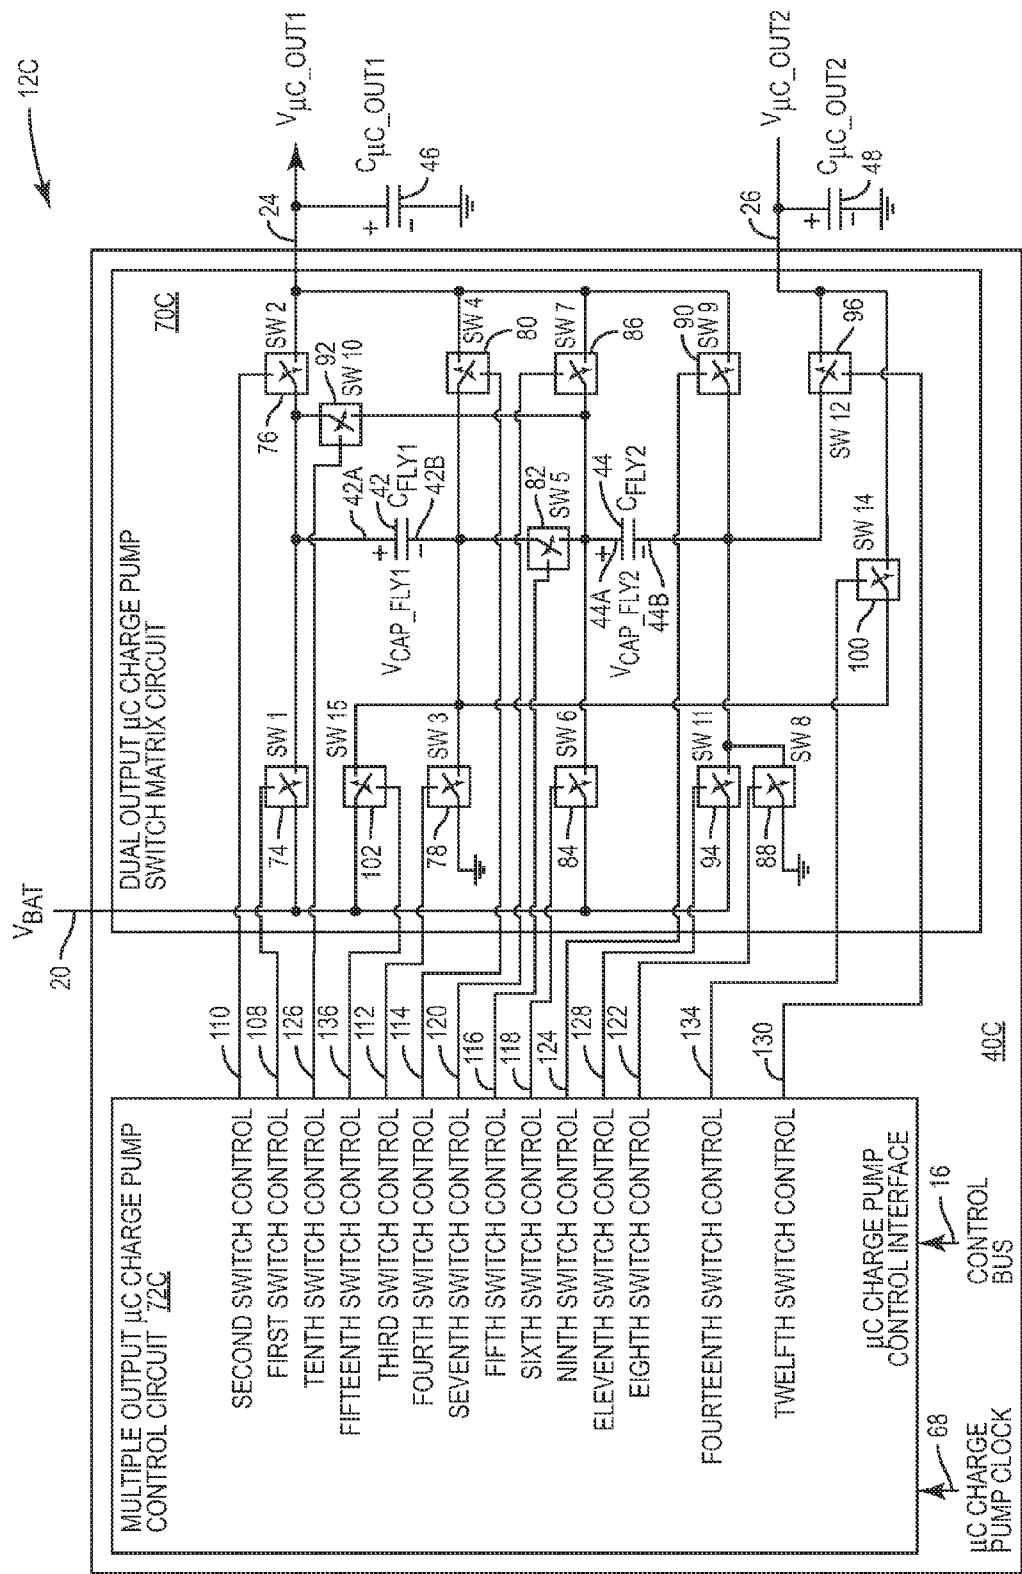 12C
MULTIPLE OUTPUT µC CHARGE PUMP
CONTROL CIRCUIT 72C
SECOND SWITCH CONTROL
FIRST SWITCH CONTROL
TENTH SWITCH CONTROL
FIFTEENTH SWITCH CONTROL
THIRD SWITCH CONTROL
FOURTH SWITCH CONTROL
SEVENTH SWITCH CONTROL
FIFTH SWITCH CONTROL
SIXTH SWITCH CONTROL
NINTH SWITCH CONTROL
ELEVENTH SWITCH CONTROL
EIGHTH SWITCH CONTROL
FOURTEENTH SWITCH CONTROL
TWELFTH SWITCH CONTROL
µC CHARGE PUMP
CONTROL INTERFACE
68
µC CHARGE
PUMP CLOCK
16
CONTROL
BUS
40C
110
108
126
136
112
114
120
116
118
124
128
122
134
130
20
VBAT
DUAL OUTPUT µC CHARGE PUMP
SWITCH MATRIX CIRCUIT
70C
74
SW 1
102
SW 15
78
SW 3
84
SW 6
94
SW 11
88
SW 8
42A
42
CFLY1
VCAP_FLY1
+
-
42B
82
SW 5
44A
44
CFLY2
VCAP_FLY2
+
-
44B
100
SW 14
76
SW 2
92
SW 10
SW 4
80
SW 7
86
90
SW 9
96
SW 12
24
VµC_OUT1
CµC_OUT1
+
-
46
26
VµC_OUT2
CµC_OUT2
+
-
48